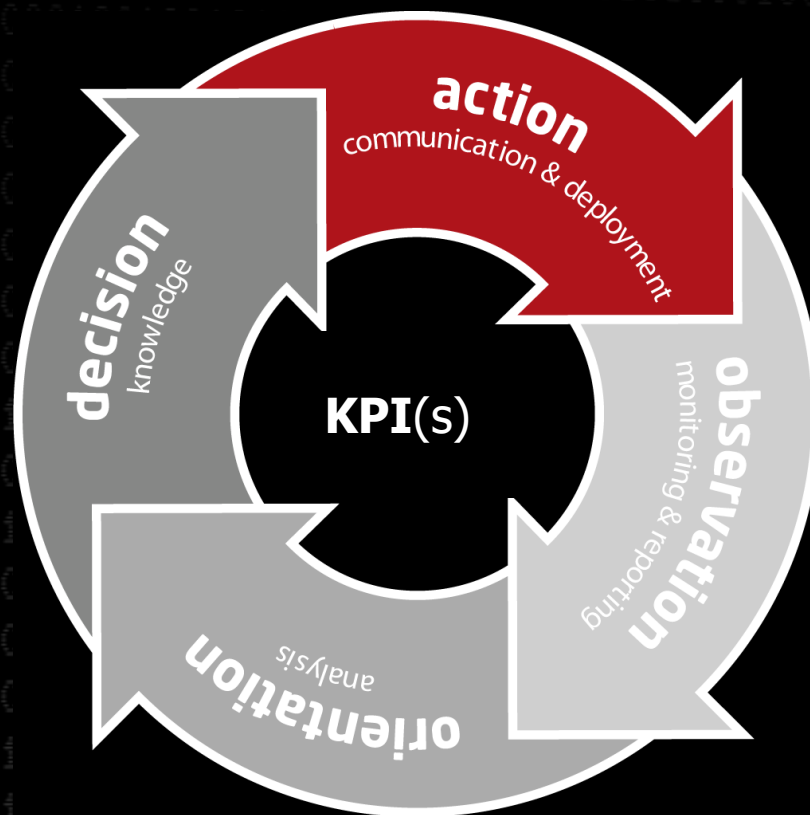 action
communication & deployment
observation
monitoring & reporting
orientation
analysis
decision
knowledge
KPI(s)